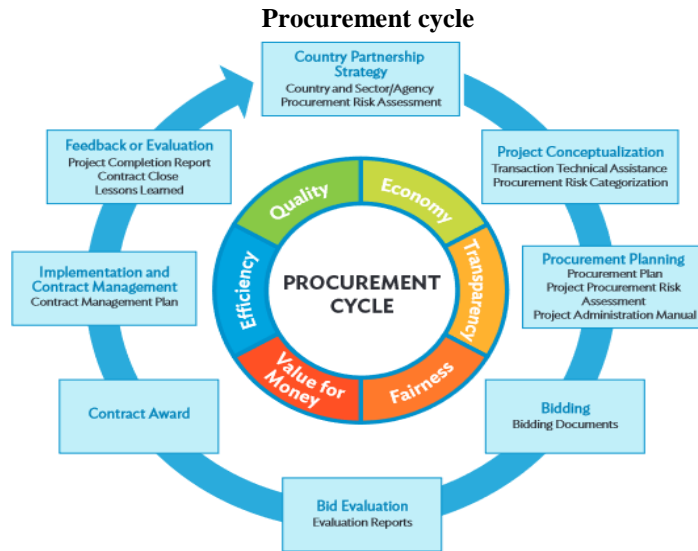 Procurement cycle
Country Partnership
Strategy
Country and Sector/Agency
Procurement Risk Assessment
Project Conceptualization
Transaction Technical Assistance
Procurement Risk Categorization
Procurement Planning
Procurement Plan
Project Procurement Risk
Assessment
Project Administration Manual
Bidding
Bidding Documents
Bid Evaluation
Evaluation Reports
Contract Award
Implementation and
Contract Management
Contract Management Plan
Feedback or Evaluation
Project Completion Report
Contract Close
Lessons Learned
Quality
Economy
Transparency
Fairness
Value for
Money
Efficiency
PROCUREMENT
CYCLE